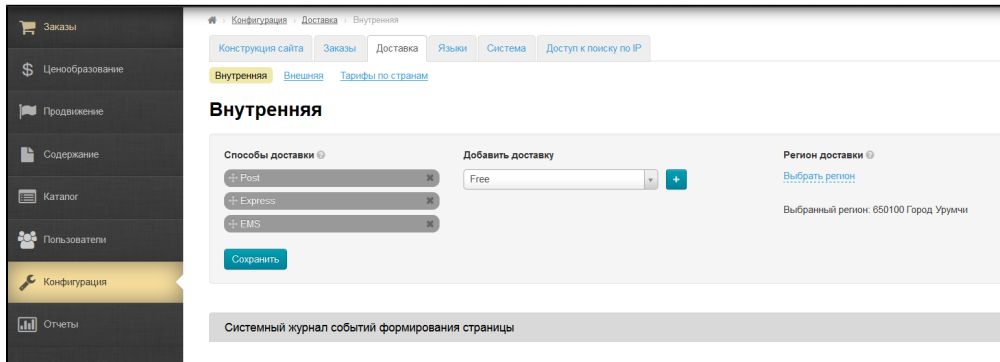 Заказы
Ценообразование
Продвижение
Содержание
Каталог
Пользователи
Конфигурация
Отчеты
Конфигурация Доставка Внутренняя
Конструкция сайта Заказы Доставка Языки Система Доступ к поиску по IP
Внутренняя Внешняя Тарифы по странам
Внутренняя
Способы доставки Добавить доставку Регион доставки
Post Free + Выбрать регион
Express Выбранный регион: 650100 Город Урумчи
EMS
Сохранить
Системный журнал событий формирования страницы